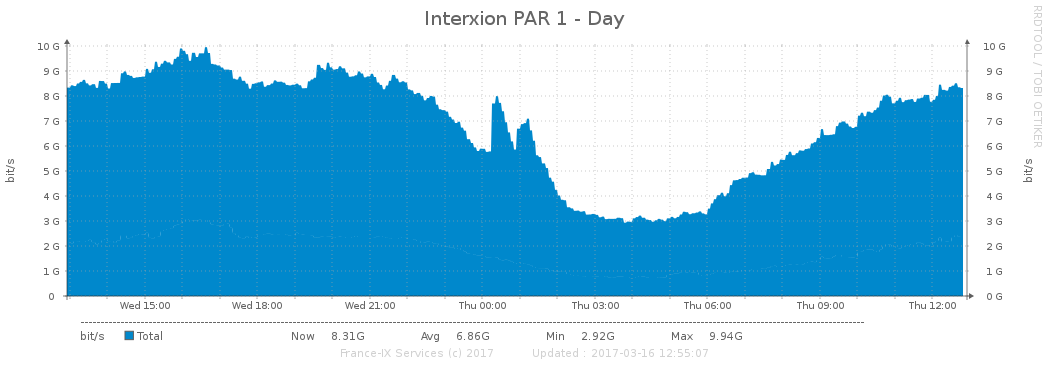 Interxion PAR 1 - Day
RRDTOOL / TOBI OETIKER
10 G 10 G
9 G 9 G
8 G 8 G
7 G 7 G
6 G 6 G
5 G 5 G
4 G 4 G
3 G 3 G
2 G 2 G
1 G 1 G
0 0 G
bit/s
bit/s
Wed 15:00 Wed 18:00 Wed 21:00 Thu 00:00 Thu 03:00 Thu 06:00 Thu 09:00 Thu 12:00
bit/s Total Now 8.31G Avg 6.86G Min 2.92G Max 9.94G
France-IX Services (c) 2017 Updated : 2017-03-16 12:55:07